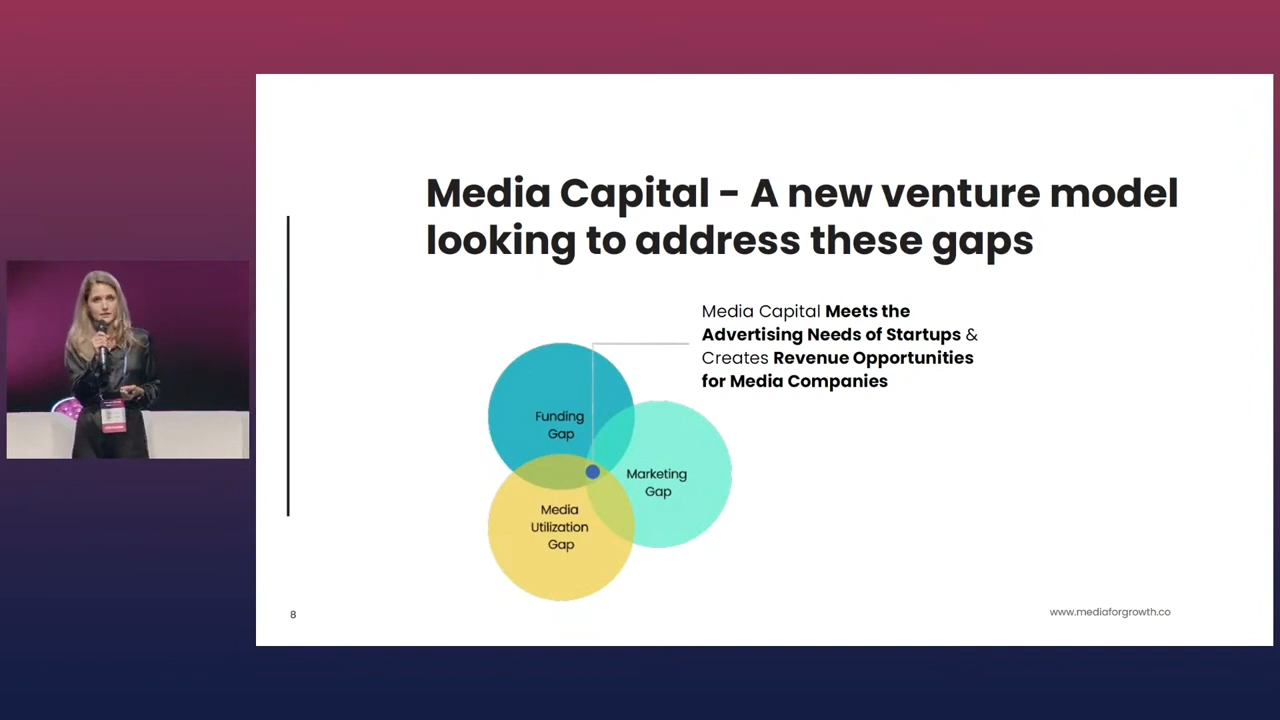 Media Capital - A new venture model
looking to address these gaps
Media Capital Meets the
Advertising Needs of Startups &
Creates Revenue Opportunities
for Media Companies
Funding
Gap
Marketing
Gap
Media
Utilization
Gap
8
www.mediaforgrowth.co